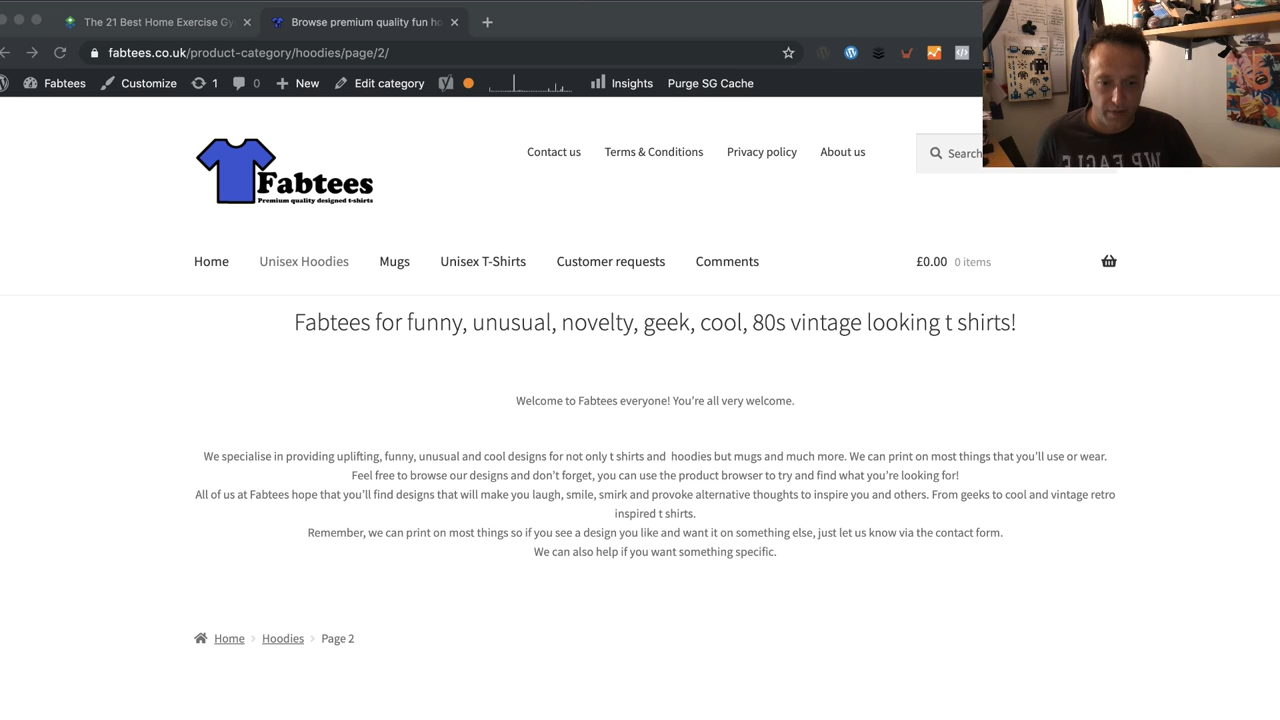 The 21 Best Home Exercise Gy
Browse premium quality fun ho
fabtees.co.uk/product-category/hoodies/page/2/
Fabtees Customize 1 0 New Edit category Insights Purge SG Cache
Contact us Terms & Conditions Privacy policy About us Search
Fabtees
Premium quality designed t-shirts
Home Unisex Hoodies Mugs Unisex T-Shirts Customer requests Comments £0.00 0 items
Fabtees for funny, unusual, novelty, geek, cool, 80s vintage looking t shirts!
Welcome to Fabtees everyone! You're all very welcome.
We specialise in providing uplifting, funny, unusual and cool designs for not only t shirts and hoodies but mugs and much more. We can print on most things that you'll use or wear.
Feel free to browse our designs and don't forget, you can use the product browser to try and find what you're looking for!
All of us at Fabtees hope that you'll find designs that will make you laugh, smile, smirk and provoke alternative thoughts to inspire you and others. From geeks to cool and vintage retro
inspired t shirts.
Remember, we can print on most things so if you see a design you like and want it on something else, just let us know via the contact form.
We can also help if you want something specific.
Home Hoodies Page 2